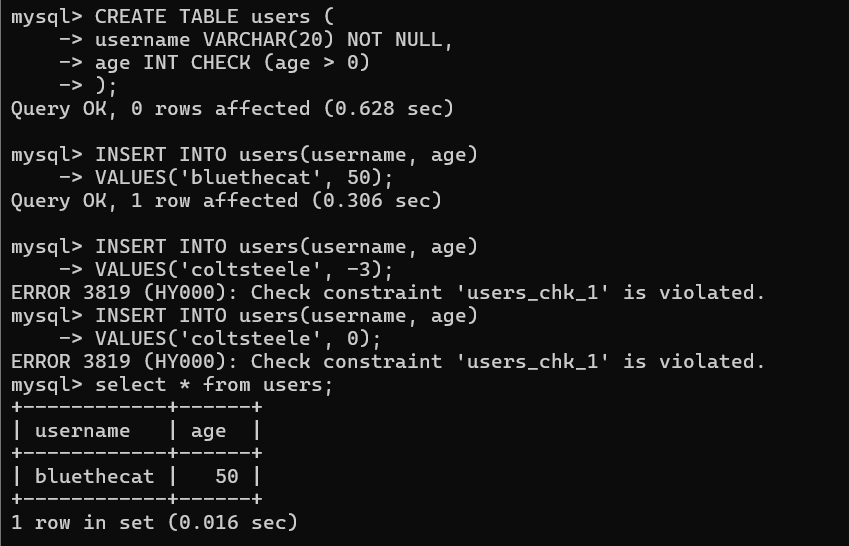 mysql> CREATE TABLE users (
    -> username VARCHAR(20) NOT NULL,
    -> age INT CHECK (age > 0)
    -> );
Query OK, 0 rows affected (0.628 sec)

mysql> INSERT INTO users(username, age)
    -> VALUES('bluethecat', 50);
Query OK, 1 row affected (0.306 sec)

mysql> INSERT INTO users(username, age)
    -> VALUES('coltsteele', -3);
ERROR 3819 (HY000): Check constraint 'users_chk_1' is violated.
mysql> INSERT INTO users(username, age)
    -> VALUES('coltsteele', 0);
ERROR 3819 (HY000): Check constraint 'users_chk_1' is violated.
mysql> select * from users;
+------------+------+
| username   | age  |
+------------+------+
| bluethecat |   50 |
+------------+------+
1 row in set (0.016 sec)